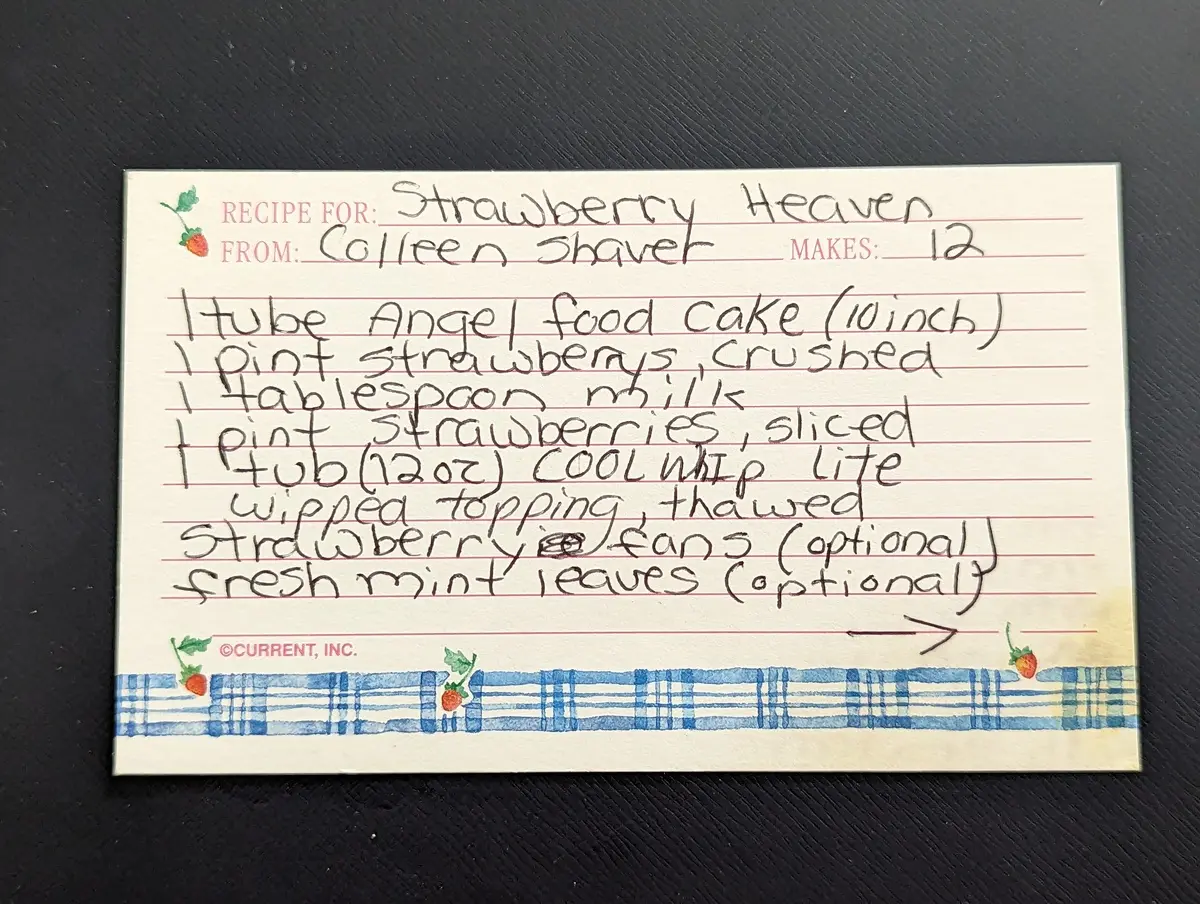 RECIPE FOR: Strawberry Heaven
FROM: Colleen Shaver MAKES: 12
1 tube Angel food cake (10 inch)
1 pint strawberrys, crushed
1 tablespoon milk
1 pint strawberries, sliced
1 tub (12 oz) COOL WHIP Lite
wipped topping, thawed
Strawberry fans (optional)
fresh mint leaves (optional)
→
©CURRENT, INC.